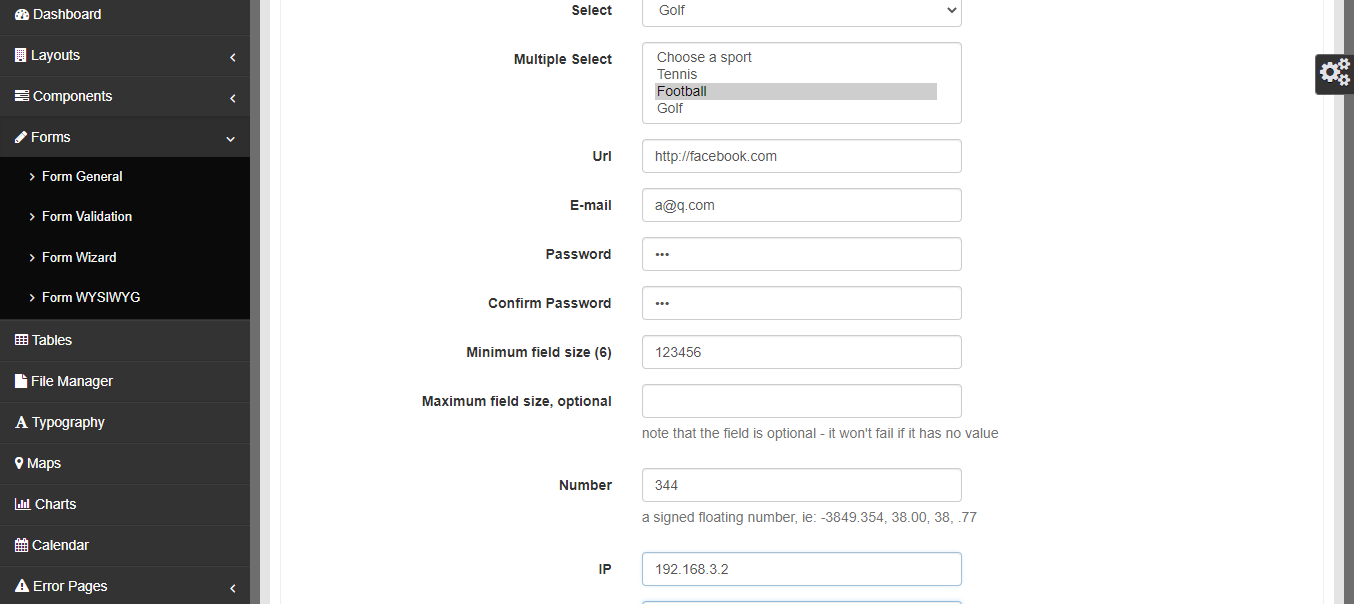 Dashboard
Layouts
Components
Forms
Form General
Form Validation
Form Wizard
Form WYSIWYG
Tables
File Manager
Typography
Maps
Charts
Calendar
Error Pages
Select Golf
Multiple Select Choose a sport
Tennis
Football
Golf
Url http://facebook.com
E-mail a@q.com
Password •••
Confirm Password •••
Minimum field size (6) 123456
Maximum field size, optional
note that the field is optional - it won't fail if it has no value
Number 344
a signed floating number, ie: -3849.354, 38.00, 38, .77
IP 192.168.3.2